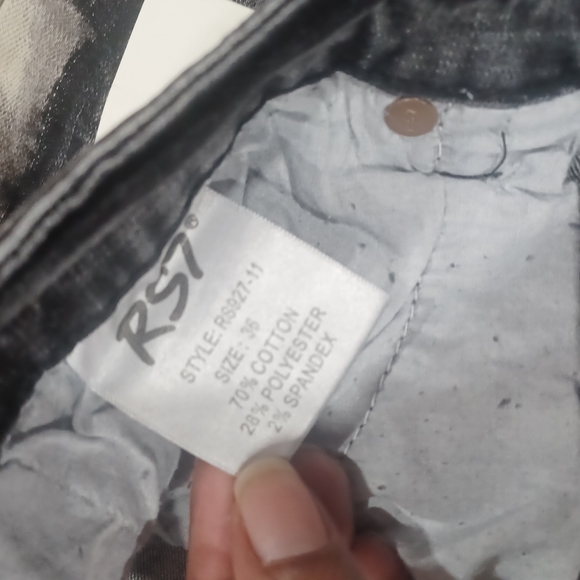 RS7®
STYLE: RS927-11
SIZE: 36
70% COTTON
28% POLYESTER
2% SPANDEX